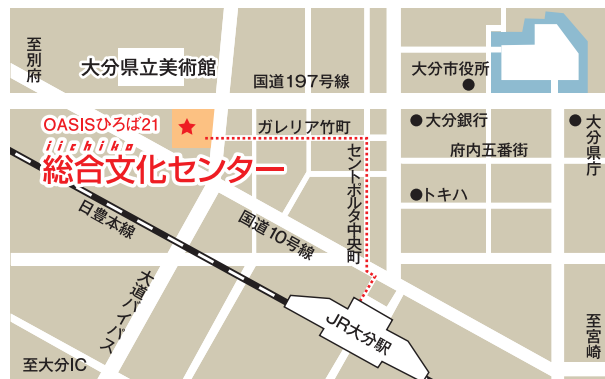 至別府
大分県立美術館
国道197号線
大分市役所
OASISひろば21
iichiko
総合文化センター
ガレリア竹町
大分銀行
府内五番街
大分県庁
セントポルタ中央町
トキハ
日豊本線
国道10号線
大道バイパス
JR大分駅
至宮崎
至大分IC